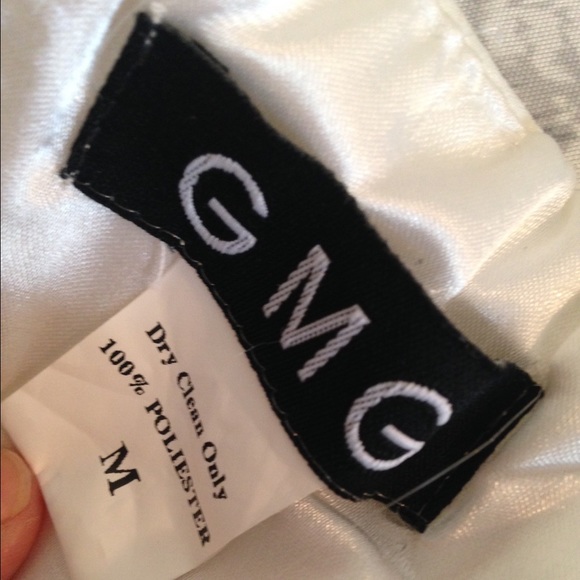 GMG
Dry Clean Only
100% POLIESTER
M